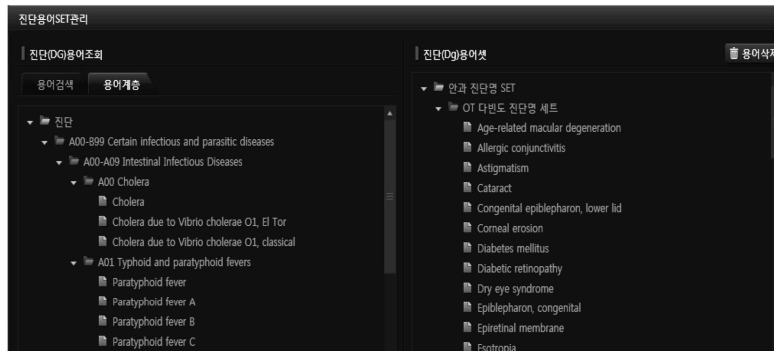 진단용어SET관리
진단(DG)용어조회
용어검색 용어계층
진단
A00-B99 Certain infectious and parasitic diseases
A00-A09 Intestinal Infectious Diseases
A00 Cholera
Cholera
Cholera due to Vibrio cholerae O1, El Tor
Cholera due to Vibrio cholerae O1, classical
A01 Typhoid and paratyphoid fevers
Paratyphoid fever
Paratyphoid fever A
Paratyphoid fever B
Paratyphoid fever C
진단(Dg)용어셋
용어삭제
안과 진단명 SET
OT 다빈도 진단명 세트
Age-related macular degeneration
Allergic conjunctivitis
Astigmatism
Cataract
Congenital epiblepharon, lower lid
Corneal erosion
Diabetes mellitus
Diabetic retinopathy
Dry eye syndrome
Epiblepharon, congenital
Epiretinal membrane
Esotropia